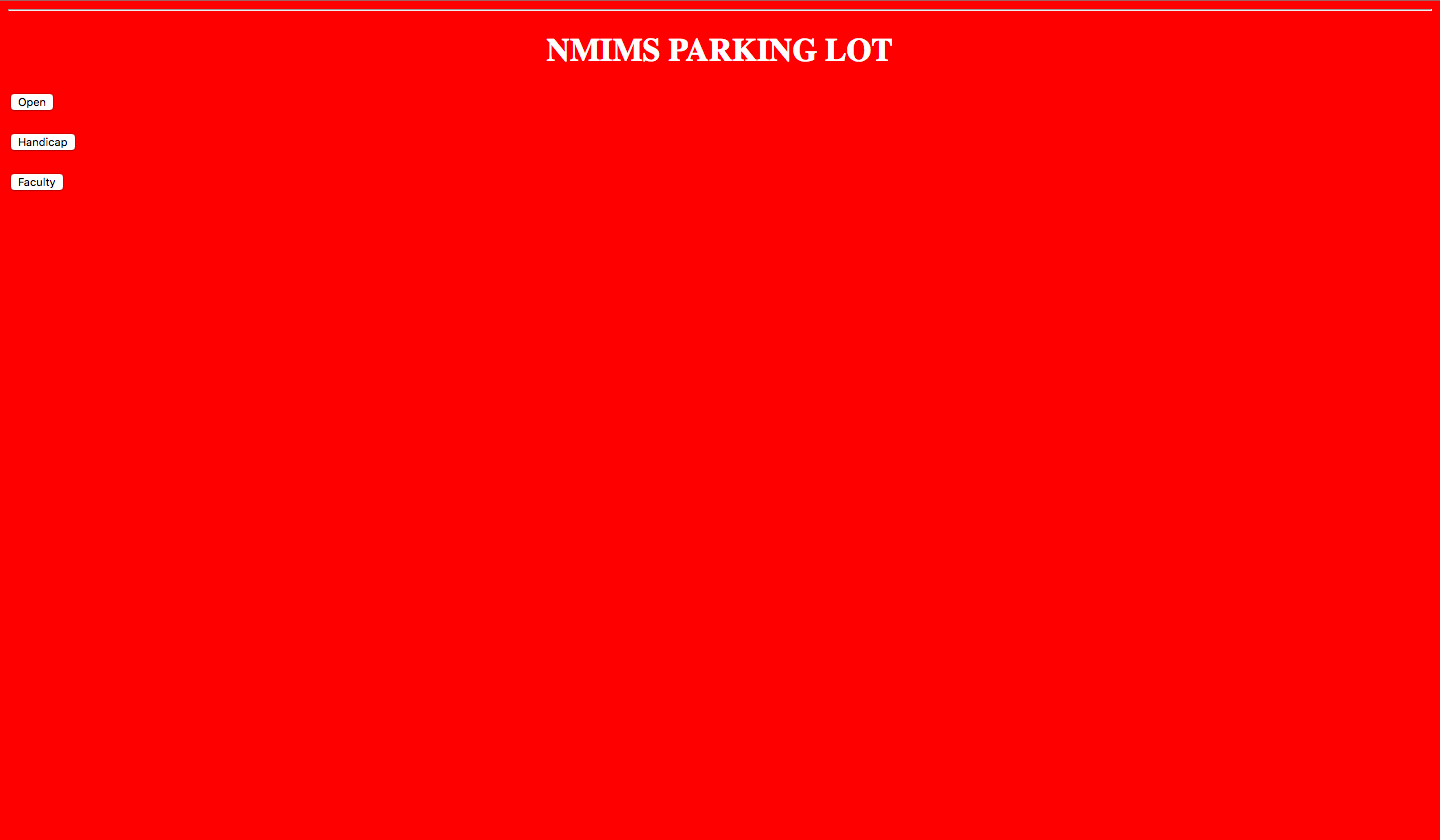 NMIMS PARKING LOT
Open
Handicap
Faculty